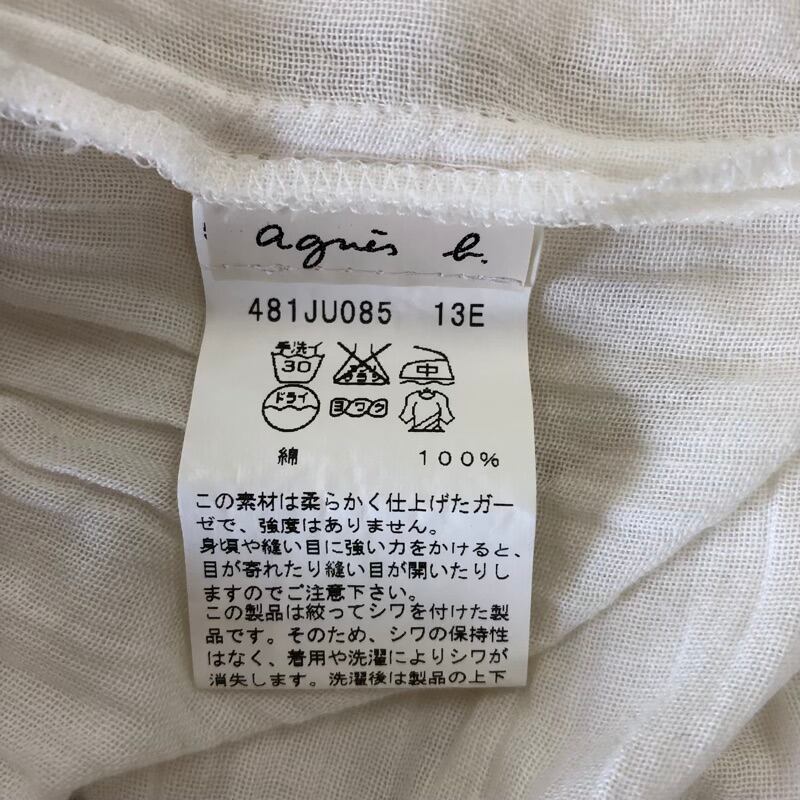 agnès b.
481JU085 13E
手洗イ
30
エンソサラシ
中
ドライ
ヨワク
綿 100%
この素材は柔らかく仕上げたガー
ゼで、強度はありません。
身頃や縫い目に強い力をかけると、
目が寄れたり縫い目が開いたりし
ますのでご注意下さい。
この製品は絞ってシワを付けた製
品です。そのため、シワの保持性
はなく、着用や洗濯によりシワが
消失します。洗濯後は製品の上下